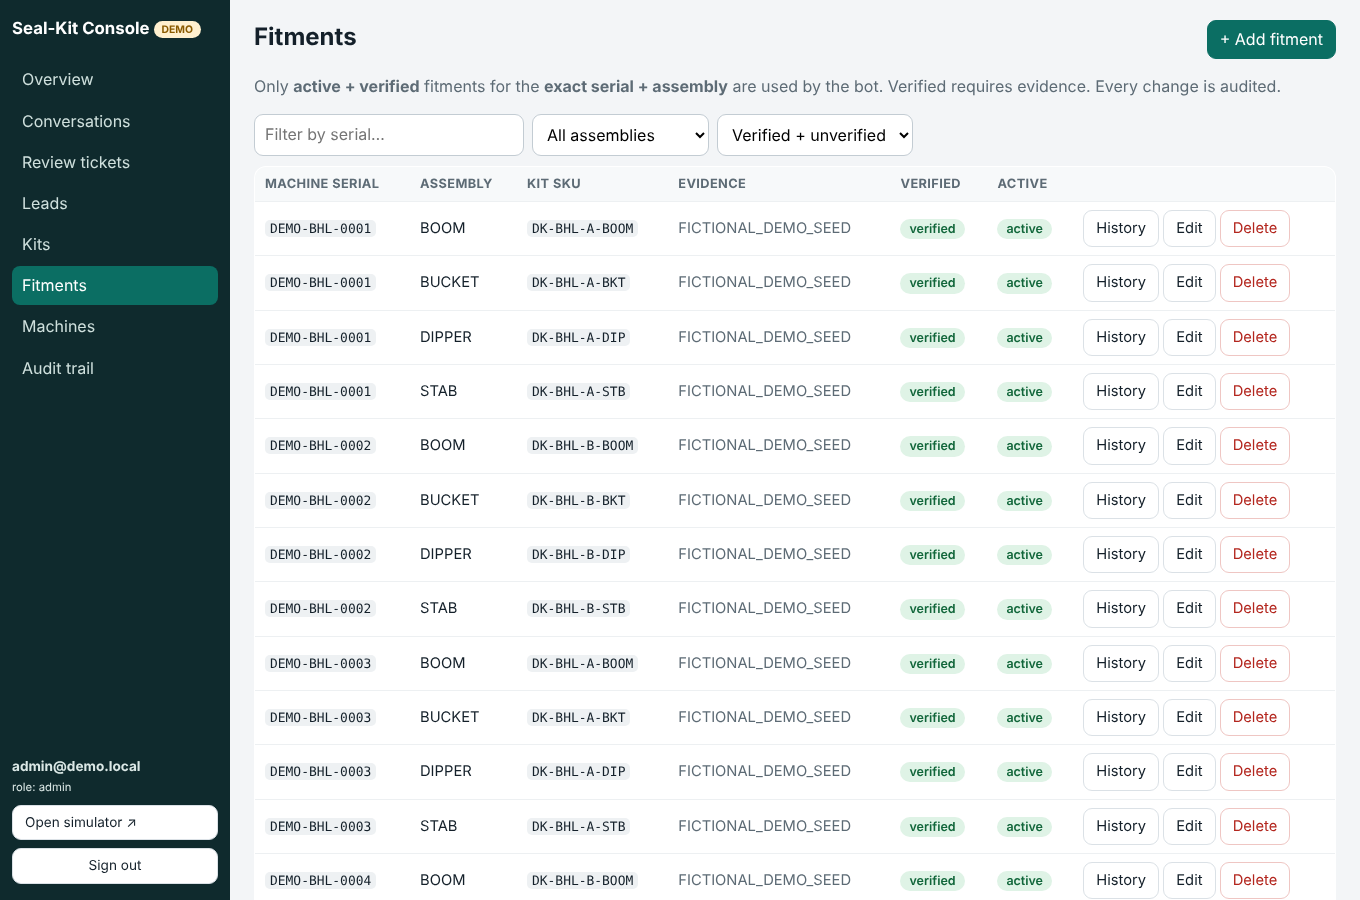 Seal-Kit Console DEMO
Overview
Conversations
Review tickets
Leads
Kits
Fitments
Machines
Audit trail
admin@demo.local
role: admin
Open simulator ↗
Sign out
Fitments
+ Add fitment
Only active + verified fitments for the exact serial + assembly are used by the bot. Verified requires evidence. Every change is audited.
Filter by serial... All assemblies Verified + unverified
MACHINE SERIAL ASSEMBLY KIT SKU EVIDENCE VERIFIED ACTIVE
DEMO-BHL-0001 BOOM DK-BHL-A-BOOM FICTIONAL_DEMO_SEED verified active History Edit Delete
DEMO-BHL-0001 BUCKET DK-BHL-A-BKT FICTIONAL_DEMO_SEED verified active History Edit Delete
DEMO-BHL-0001 DIPPER DK-BHL-A-DIP FICTIONAL_DEMO_SEED verified active History Edit Delete
DEMO-BHL-0001 STAB DK-BHL-A-STB FICTIONAL_DEMO_SEED verified active History Edit Delete
DEMO-BHL-0002 BOOM DK-BHL-B-BOOM FICTIONAL_DEMO_SEED verified active History Edit Delete
DEMO-BHL-0002 BUCKET DK-BHL-B-BKT FICTIONAL_DEMO_SEED verified active History Edit Delete
DEMO-BHL-0002 DIPPER DK-BHL-B-DIP FICTIONAL_DEMO_SEED verified active History Edit Delete
DEMO-BHL-0002 STAB DK-BHL-B-STB FICTIONAL_DEMO_SEED verified active History Edit Delete
DEMO-BHL-0003 BOOM DK-BHL-A-BOOM FICTIONAL_DEMO_SEED verified active History Edit Delete
DEMO-BHL-0003 BUCKET DK-BHL-A-BKT FICTIONAL_DEMO_SEED verified active History Edit Delete
DEMO-BHL-0003 DIPPER DK-BHL-A-DIP FICTIONAL_DEMO_SEED verified active History Edit Delete
DEMO-BHL-0003 STAB DK-BHL-A-STB FICTIONAL_DEMO_SEED verified active History Edit Delete
DEMO-BHL-0004 BOOM DK-BHL-B-BOOM FICTIONAL_DEMO_SEED verified active History Edit Delete